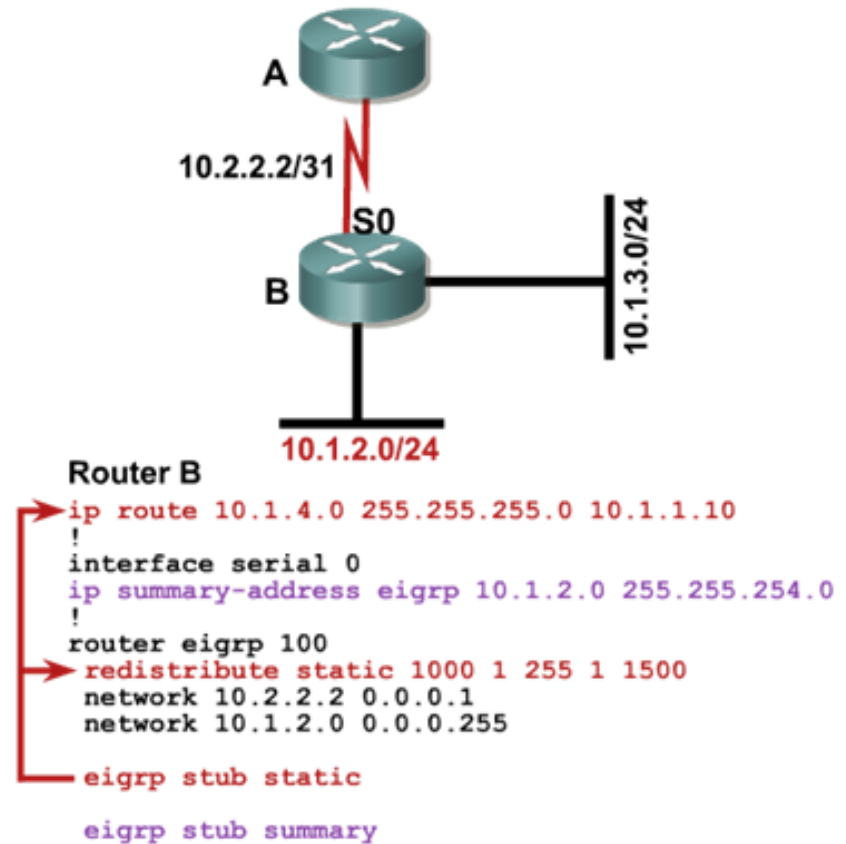 A
10.2.2.2/31
S0
B
10.1.3.0/24
10.1.2.0/24
Router B
ip route 10.1.4.0 255.255.255.0 10.1.1.10
!
interface serial 0
ip summary-address eigrp 10.1.2.0 255.255.254.0
!
router eigrp 100
redistribute static 1000 1 255 1 1500
network 10.2.2.2 0.0.0.1
network 10.1.2.0 0.0.0.255
eigrp stub static
eigrp stub summary